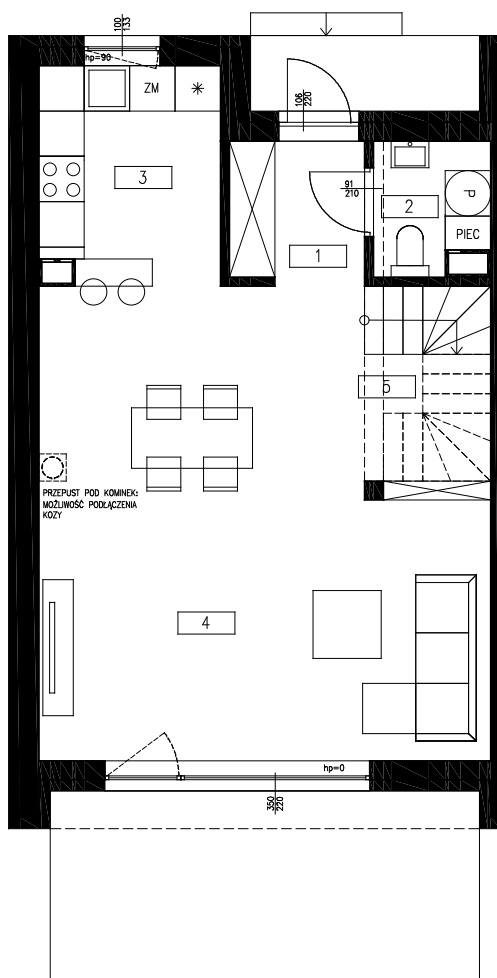 100
133
hp=90
ZM
*
106
220
3
91
210
2
P
PIEC
1
5
PRZEPUST POD KOMINEK:
MOŻLIWOŚĆ PODŁĄCZENIA
KOZY
4
hp=0
350
220